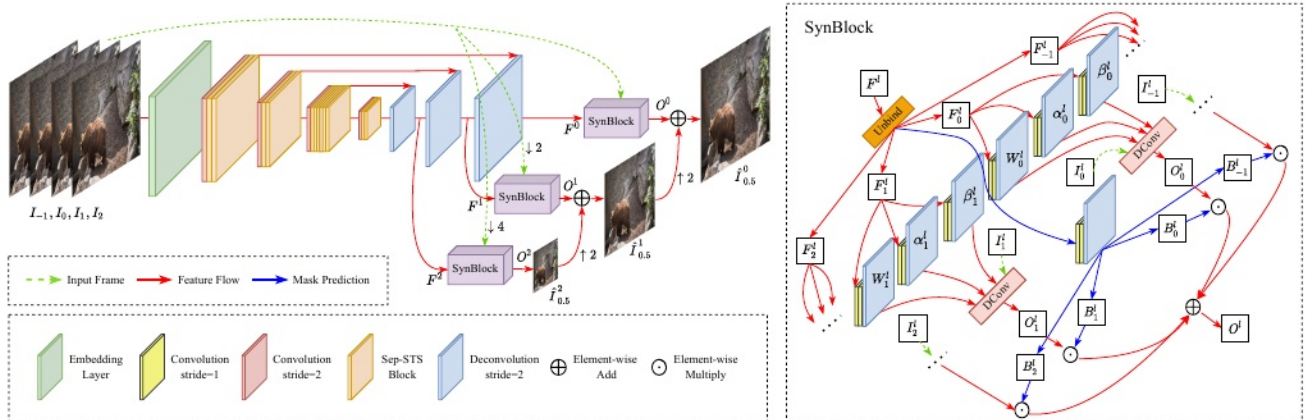 I_{-1}, I_0, I_1, I_2
F^0
SynBlock
O^0
Î^0_{0.5}
↓ 2
↑ 2
F^1
SynBlock
O^1
Î^1_{0.5}
↓ 4
↑ 2
F^2
SynBlock
O^2
Î^2_{0.5}
Input Frame
Feature Flow
Mask Prediction
Embedding
Layer
Convolution
stride=1
Convolution
stride=2
Sep-STS
Block
Deconvolution
stride=2
Element-wise
Add
Element-wise
Multiply
SynBlock
F^l
Unbind
F^l_{-1}
F^l_0
W^l_0
α^l_0
β^l_0
I^l_{-1}
I^l_0
DConv
O^l_0
B^l_{-1}
B^l_0
F^l_1
W^l_1
α^l_1
β^l_1
I^l_1
DConv
O^l_1
B^l_1
F^l_2
I^l_2
B^l_2
O^l